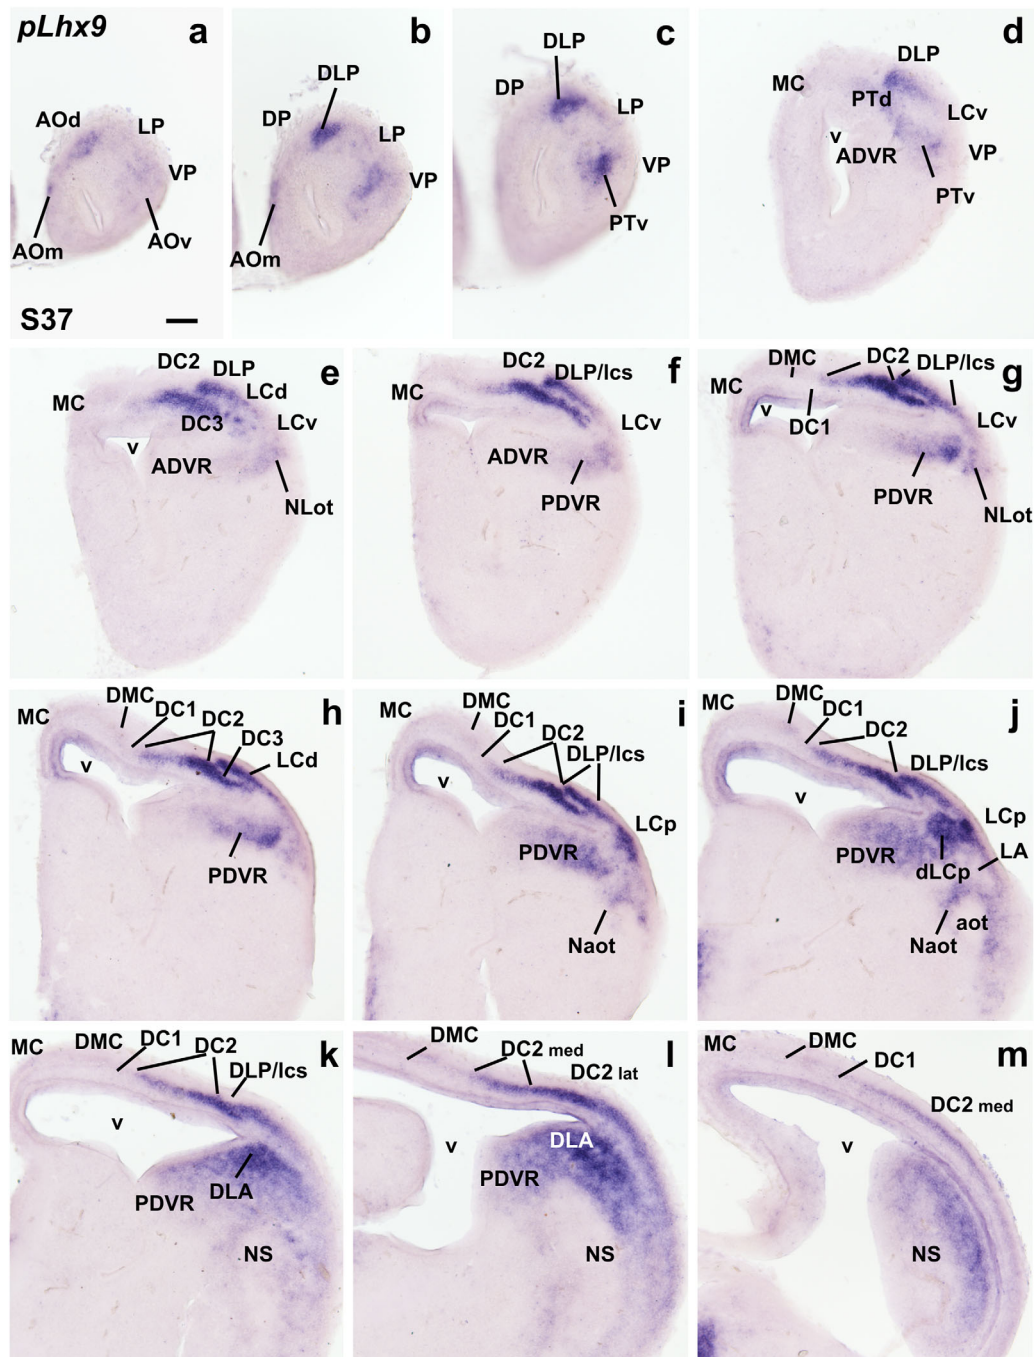 pLhx9
a
AOd
LP
VP
AOm
AOv
S37
b
DLP
DP
LP
VP
AOm
c
DLP
DP
LP
VP
PTv
d
DLP
MC
PTd
LCv
v
ADVR
VP
PTv
e
DC2
DLP
LCd
MC
LCv
DC3
v
ADVR
NLot
f
DC2
DLP/lcs
MC
LCv
ADVR
PDVR
g
DMC
DC2
DLP/lcs
MC
v
DC1
LCv
PDVR
NLot
h
DMC
DC1
MC
DC2
DC3
LCd
v
PDVR
i
DMC
MC
DC1
DC2
DLP/lcs
v
LCp
PDVR
Naot
j
DMC
MC
DC1
DC2
DLP/lcs
v
LCp
PDVR
LA
dLCp
aot
Naot
k
DMC
DC1
MC
DC2
DLP/lcs
v
DLA
PDVR
NS
l
DMC
DC2 med
DC2 lat
v
DLA
PDVR
NS
m
DMC
MC
DC1
DC2 med
v
NS